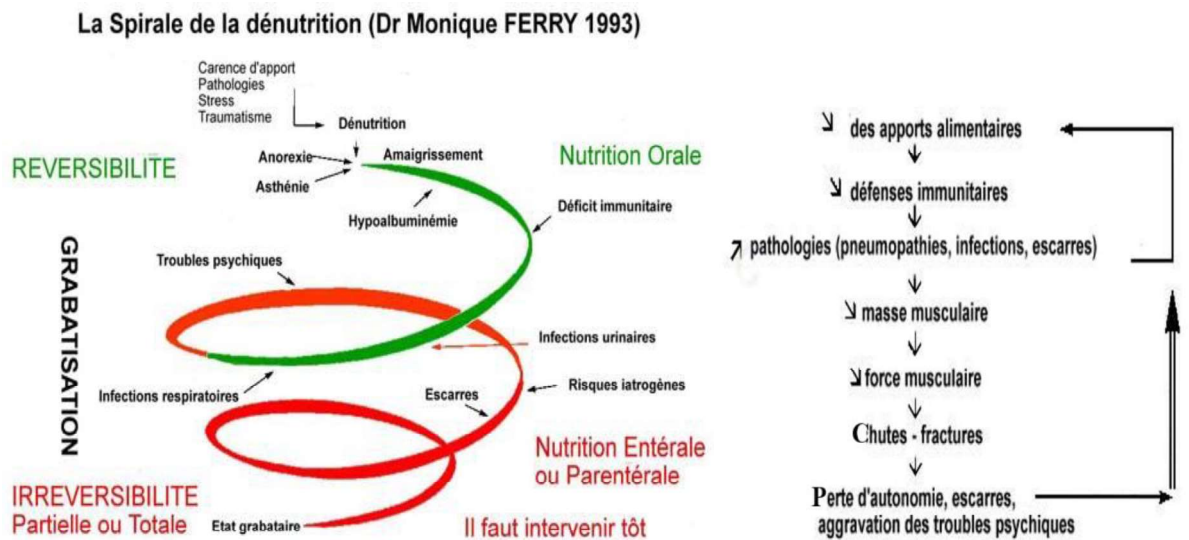 La Spirale de la dénutrition (Dr Monique FERRY 1993)
Carence d'apport
Pathologies
Stress
Traumatisme
Dénutrition
Anorexie
Amaigrissement
Asthénie
Hypoalbuminémie
REVERSIBILITE
Nutrition Orale
Déficit immunitaire
GRABATISATION
Troubles psychiques
Infections urinaires
Infections respiratoires
Escarres
Risques iatrogènes
Nutrition Entérale
ou Parentérale
IRREVERSIBILITE
Partielle ou Totale
Etat grabataire
Il faut intervenir tôt
↘ des apports alimentaires
↘ défenses immunitaires
↗ pathologies (pneumopathies, infections, escarres)
↘ masse musculaire
↘ force musculaire
Chutes - fractures
Perte d'autonomie, escarres,
aggravation des troubles psychiques